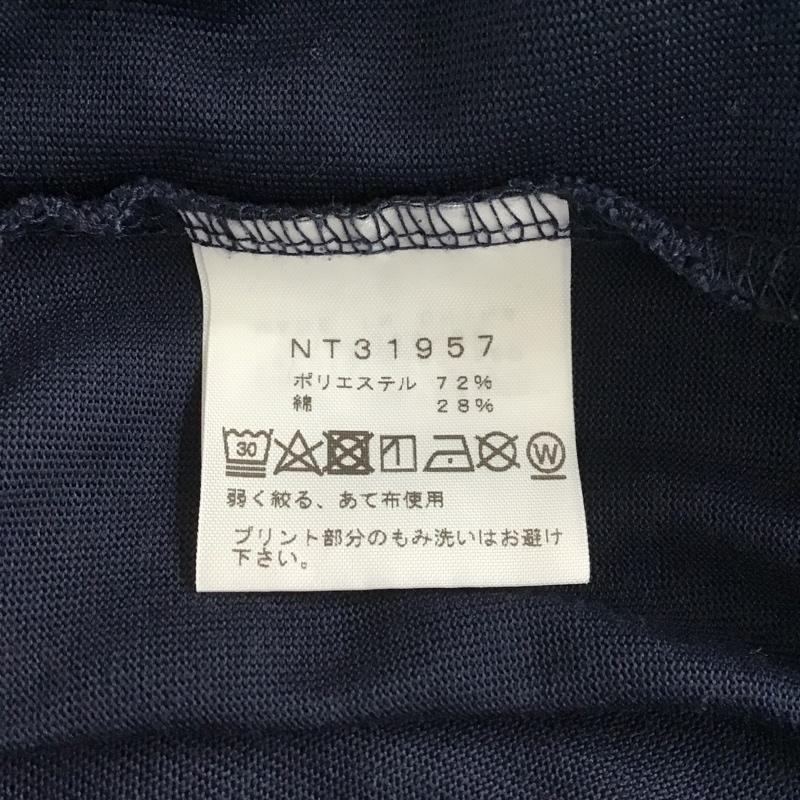 NT31957
ポリエステル 72%
綿 28%
30 W
弱く絞る、あて布使用
プリント部分のもみ洗いはお避け
下さい。